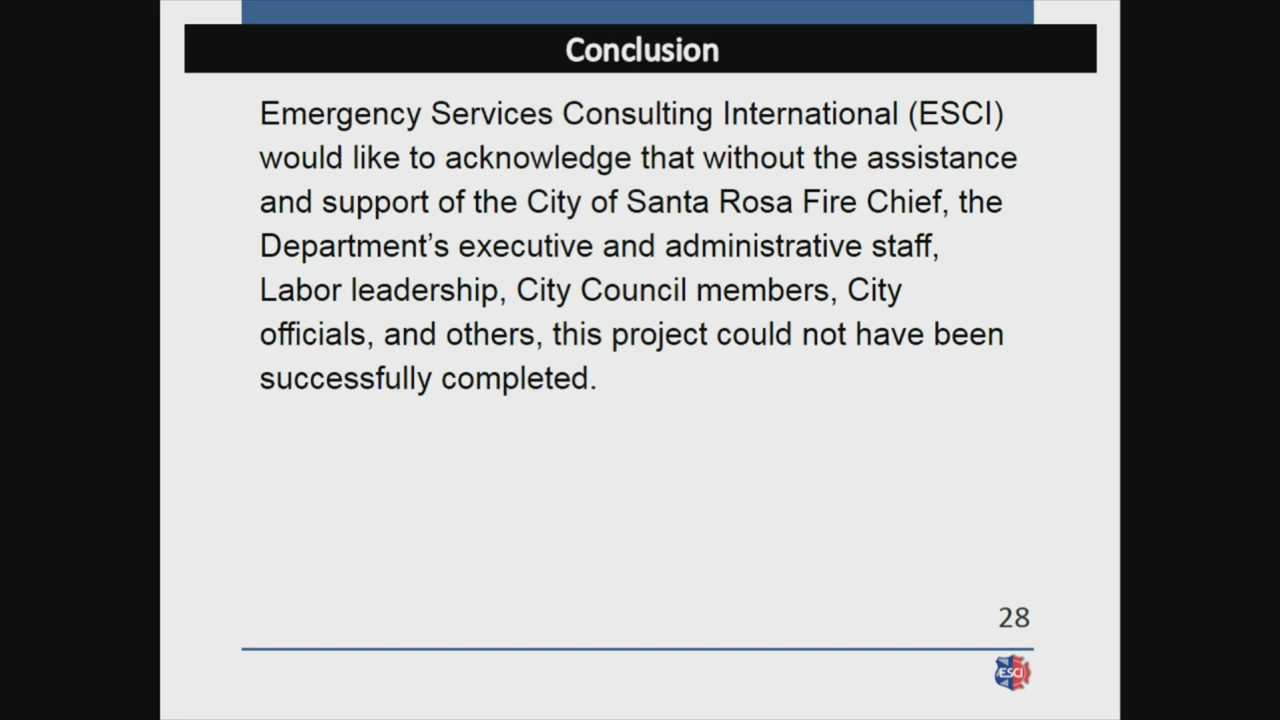 Conclusion
Emergency Services Consulting International (ESCI)
would like to acknowledge that without the assistance
and support of the City of Santa Rosa Fire Chief, the
Department’s executive and administrative staff,
Labor leadership, City Council members, City
officials, and others, this project could not have been
successfully completed.
28
ESCI